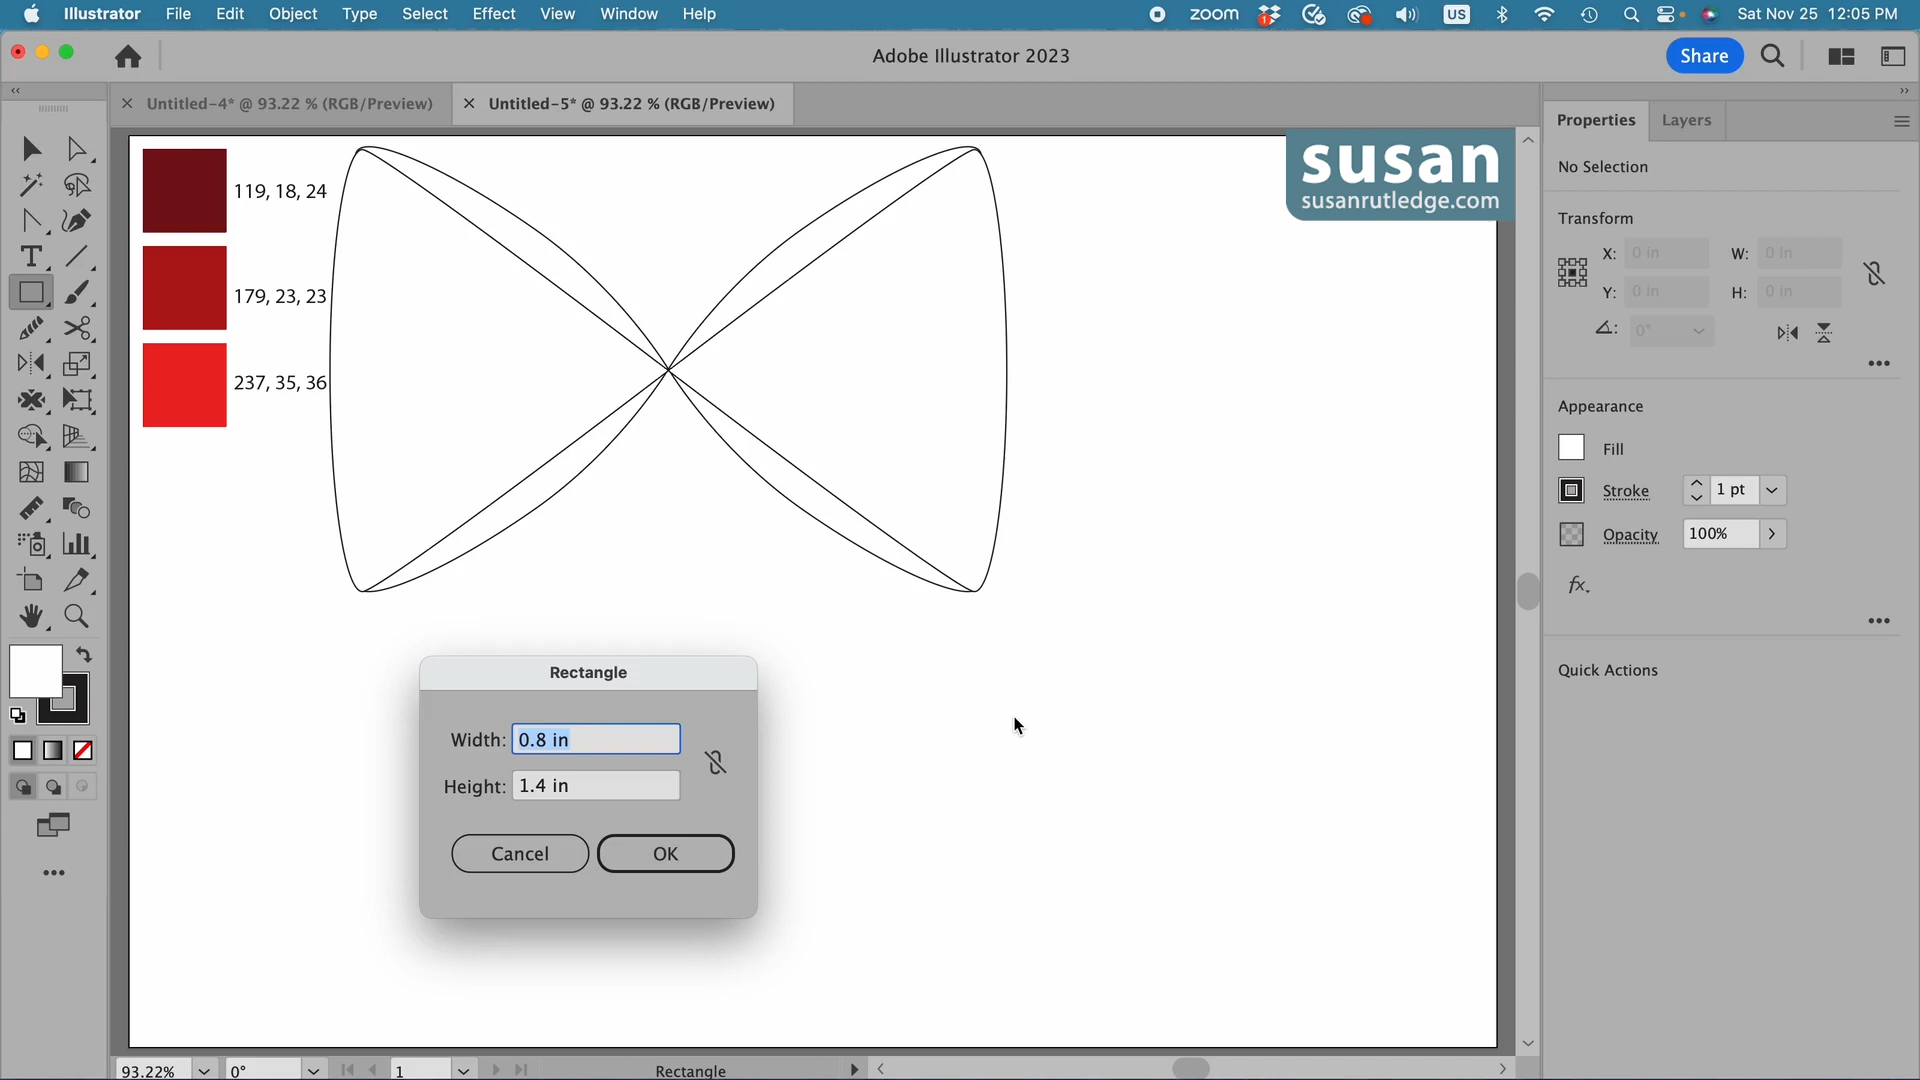 Illustrator File Edit Object Type Select Effect View Window Help zoom 1 US Sat Nov 25 12:05 PM
Adobe Illustrator 2023 Share
Untitled-4* @ 93.22 % (RGB/Preview) Untitled-5* @ 93.22 % (RGB/Preview)
Properties Layers
susan
susanrutledge.com
No Selection
119, 18, 24
Transform
X: 0 in W: 0 in
Y: 0 in H: 0 in
179, 23, 23
0°
237, 35, 36
Appearance
Fill
Stroke 1 pt
Opacity 100%
fx.
Quick Actions
Rectangle
Width: 0.8 in
Height: 1.4 in
Cancel OK
93.22% 0° 1 Rectangle